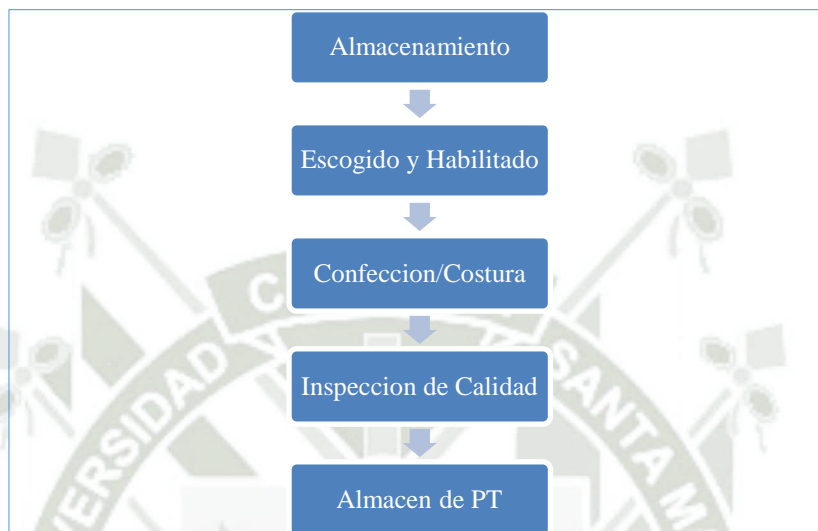 Almacenamiento
Escogido y Habilitado
Confeccion/Costura
Inspeccion de Calidad
Almacen de PT